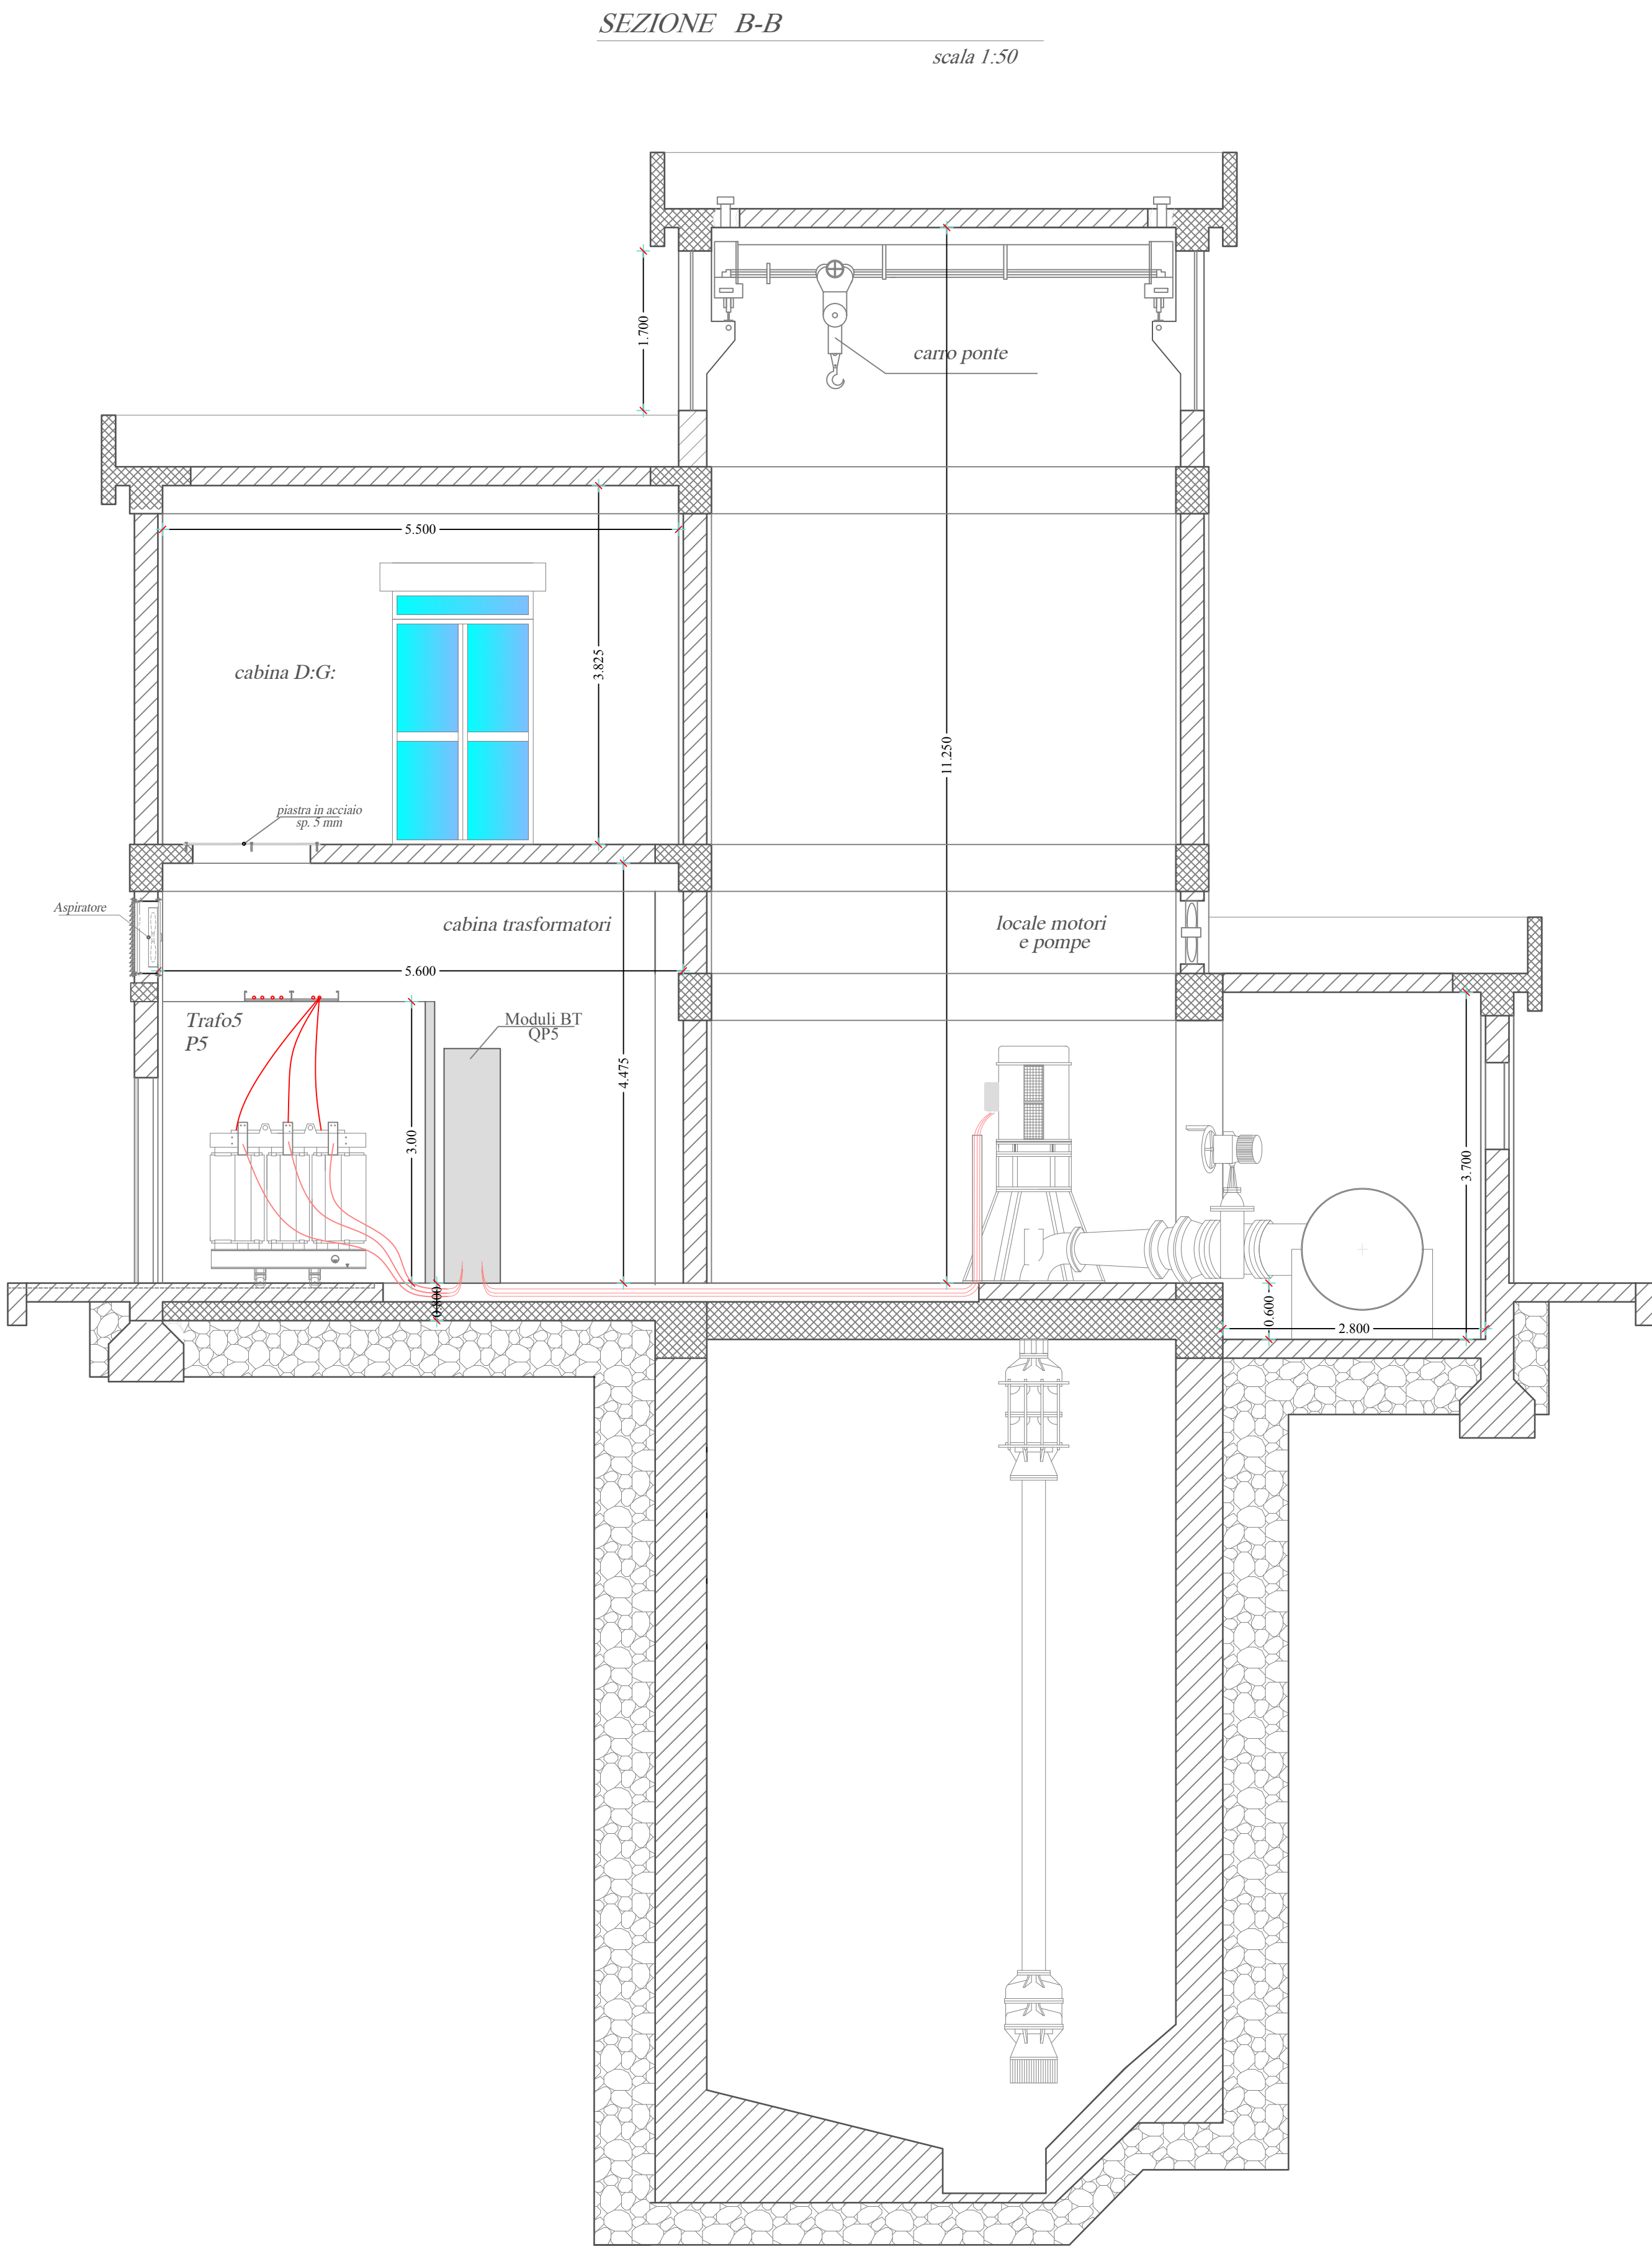 SEZIONE B-B
scala 1:50
1.700
carro ponte
5.500
cabina D:G:
3.825
11.250
piastra in acciaio
sp. 5 mm
Aspiratore
cabina trasformatori
locale motori
e pompe
5.600
Trafo5
P5
Moduli BT
QP5
4.475
3.00
3.700
0.800
0.600
2.800